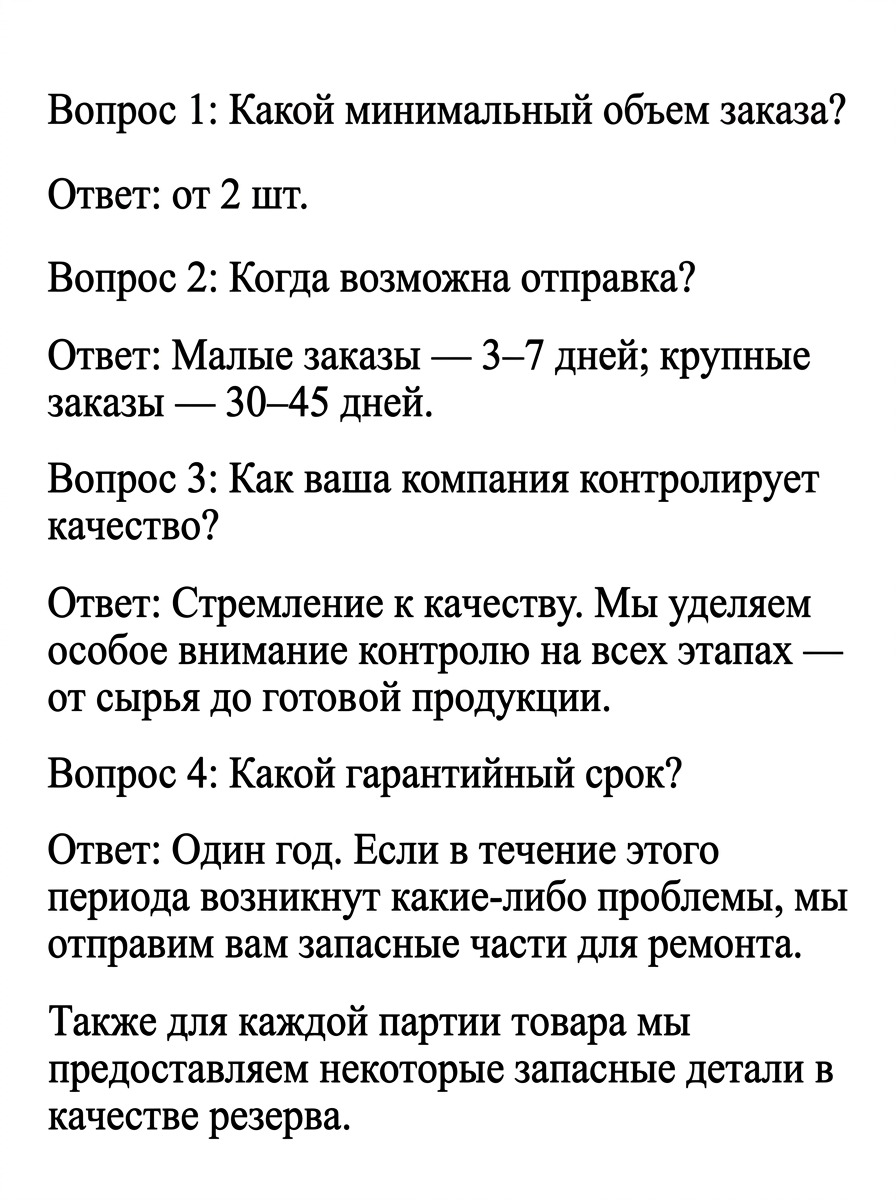 Вопрос 1: Какой минимальный объем заказа?
Ответ: от 2 шт.
Вопрос 2: Когда возможна отправка?
Ответ: Малые заказы — 3–7 дней; крупные
заказы — 30–45 дней.
Вопрос 3: Как ваша компания контролирует
качество?
Ответ: Стремление к качеству. Мы уделяем
особое внимание контролю на всех этапах —
от сырья до готовой продукции.
Вопрос 4: Какой гарантийный срок?
Ответ: Один год. Если в течение этого
периода возникнут какие-либо проблемы, мы
отправим вам запасные части для ремонта.
Также для каждой партии товара мы
предоставляем некоторые запасные детали в
качестве резерва.